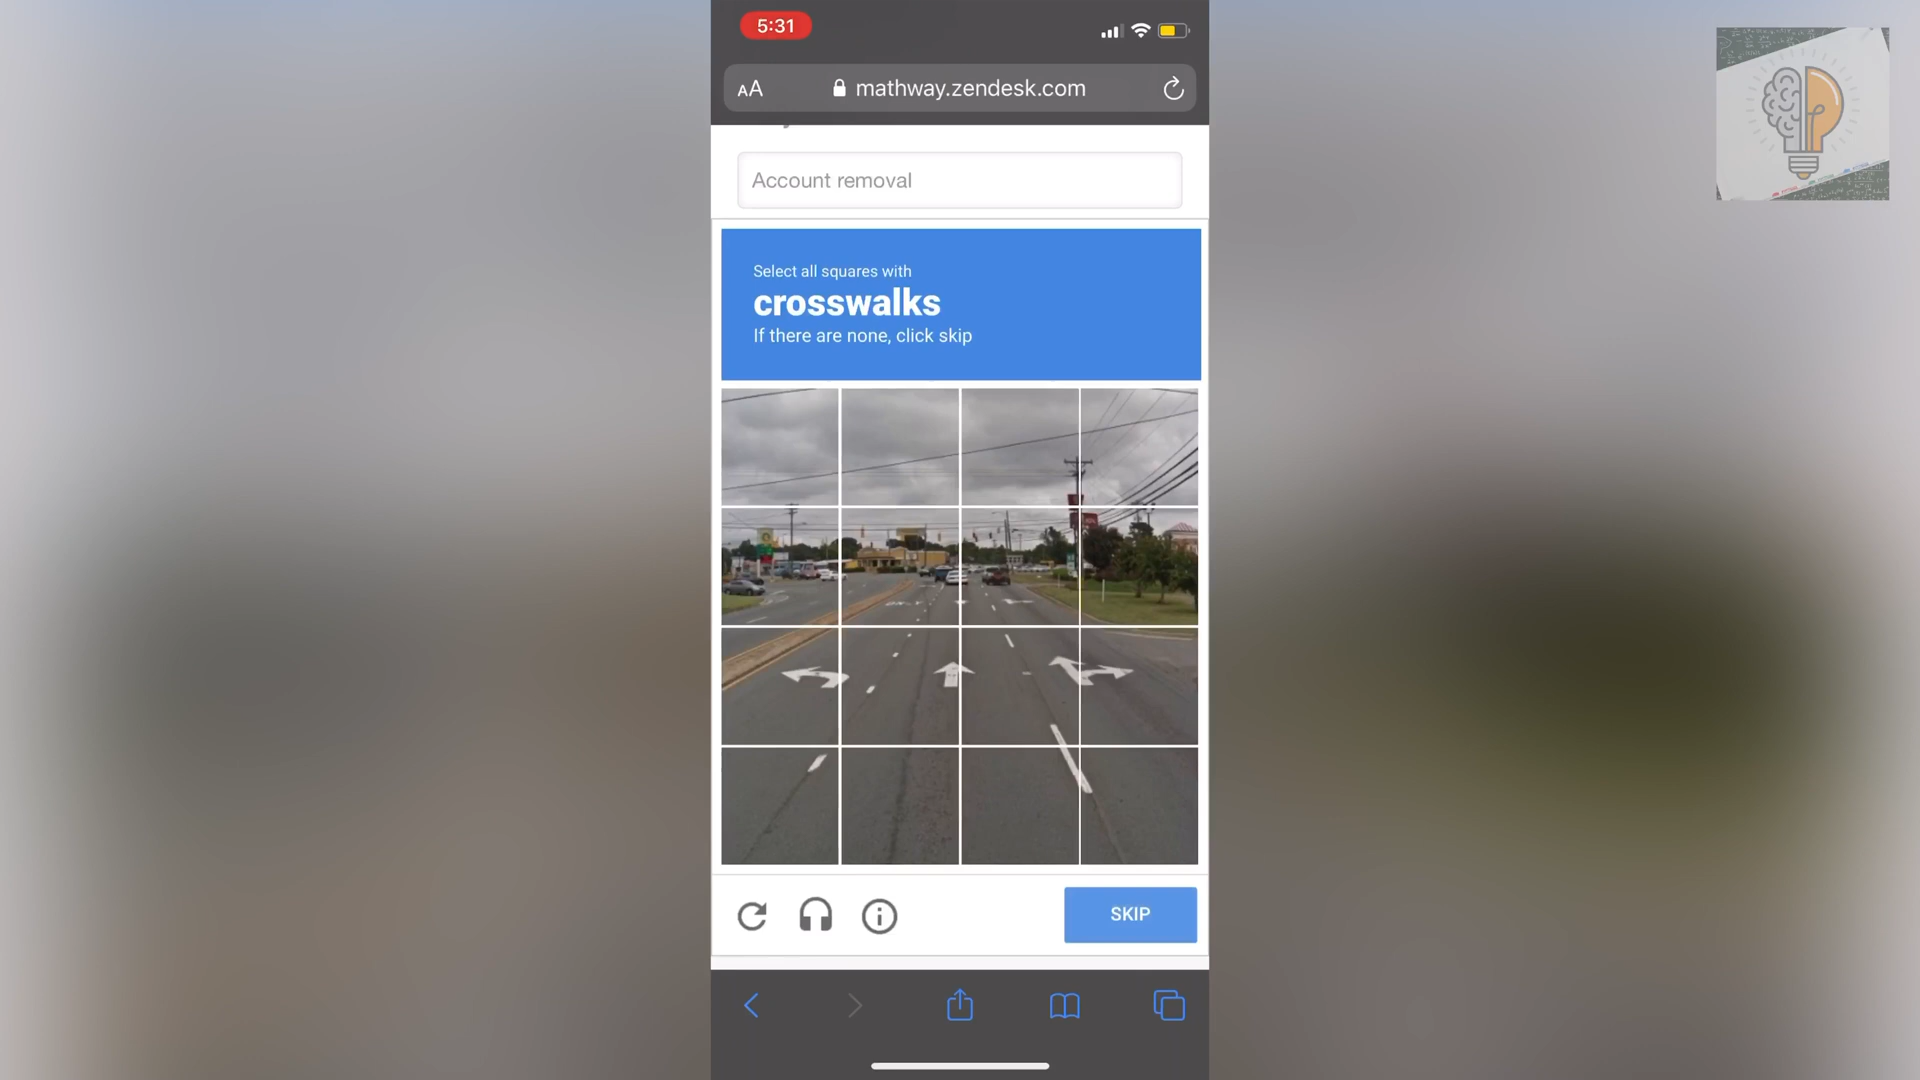 5:31
AA mathway.zendesk.com
Account removal
Select all squares with
crosswalks
If there are none, click skip
SKIP